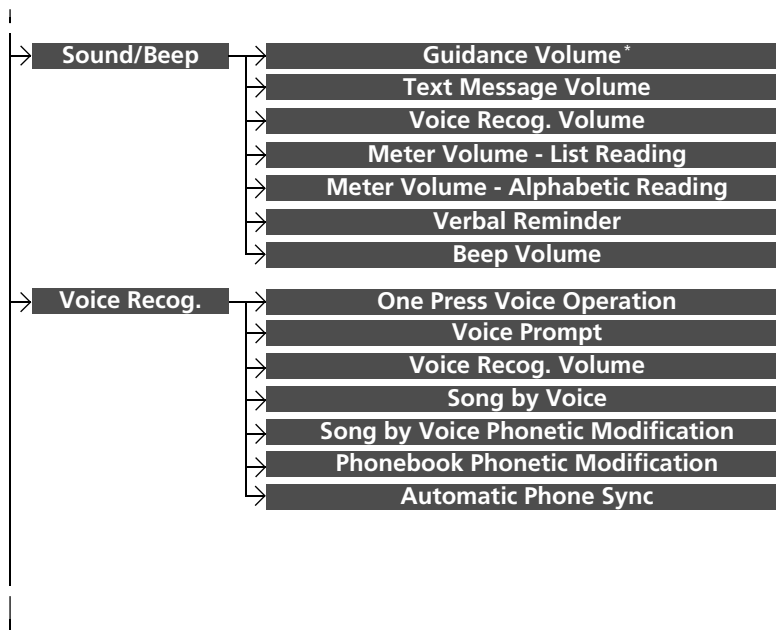 Sound/Beep
Guidance Volume*
Text Message Volume
Voice Recog. Volume
Meter Volume - List Reading
Meter Volume - Alphabetic Reading
Verbal Reminder
Beep Volume
Voice Recog.
One Press Voice Operation
Voice Prompt
Voice Recog. Volume
Song by Voice
Song by Voice Phonetic Modification
Phonebook Phonetic Modification
Automatic Phone Sync